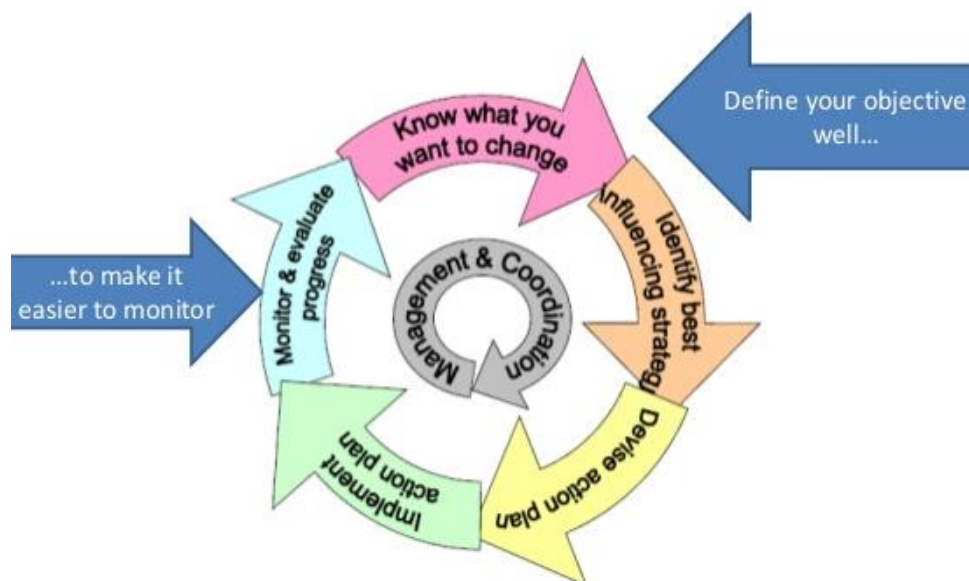 Know what you
want to change
Define your objective
well...
Identify best
influencing strategy
Devise action plan
Implement
action plan
Monitor & evaluate
progress
...to make it
easier to monitor
Management & Coordination